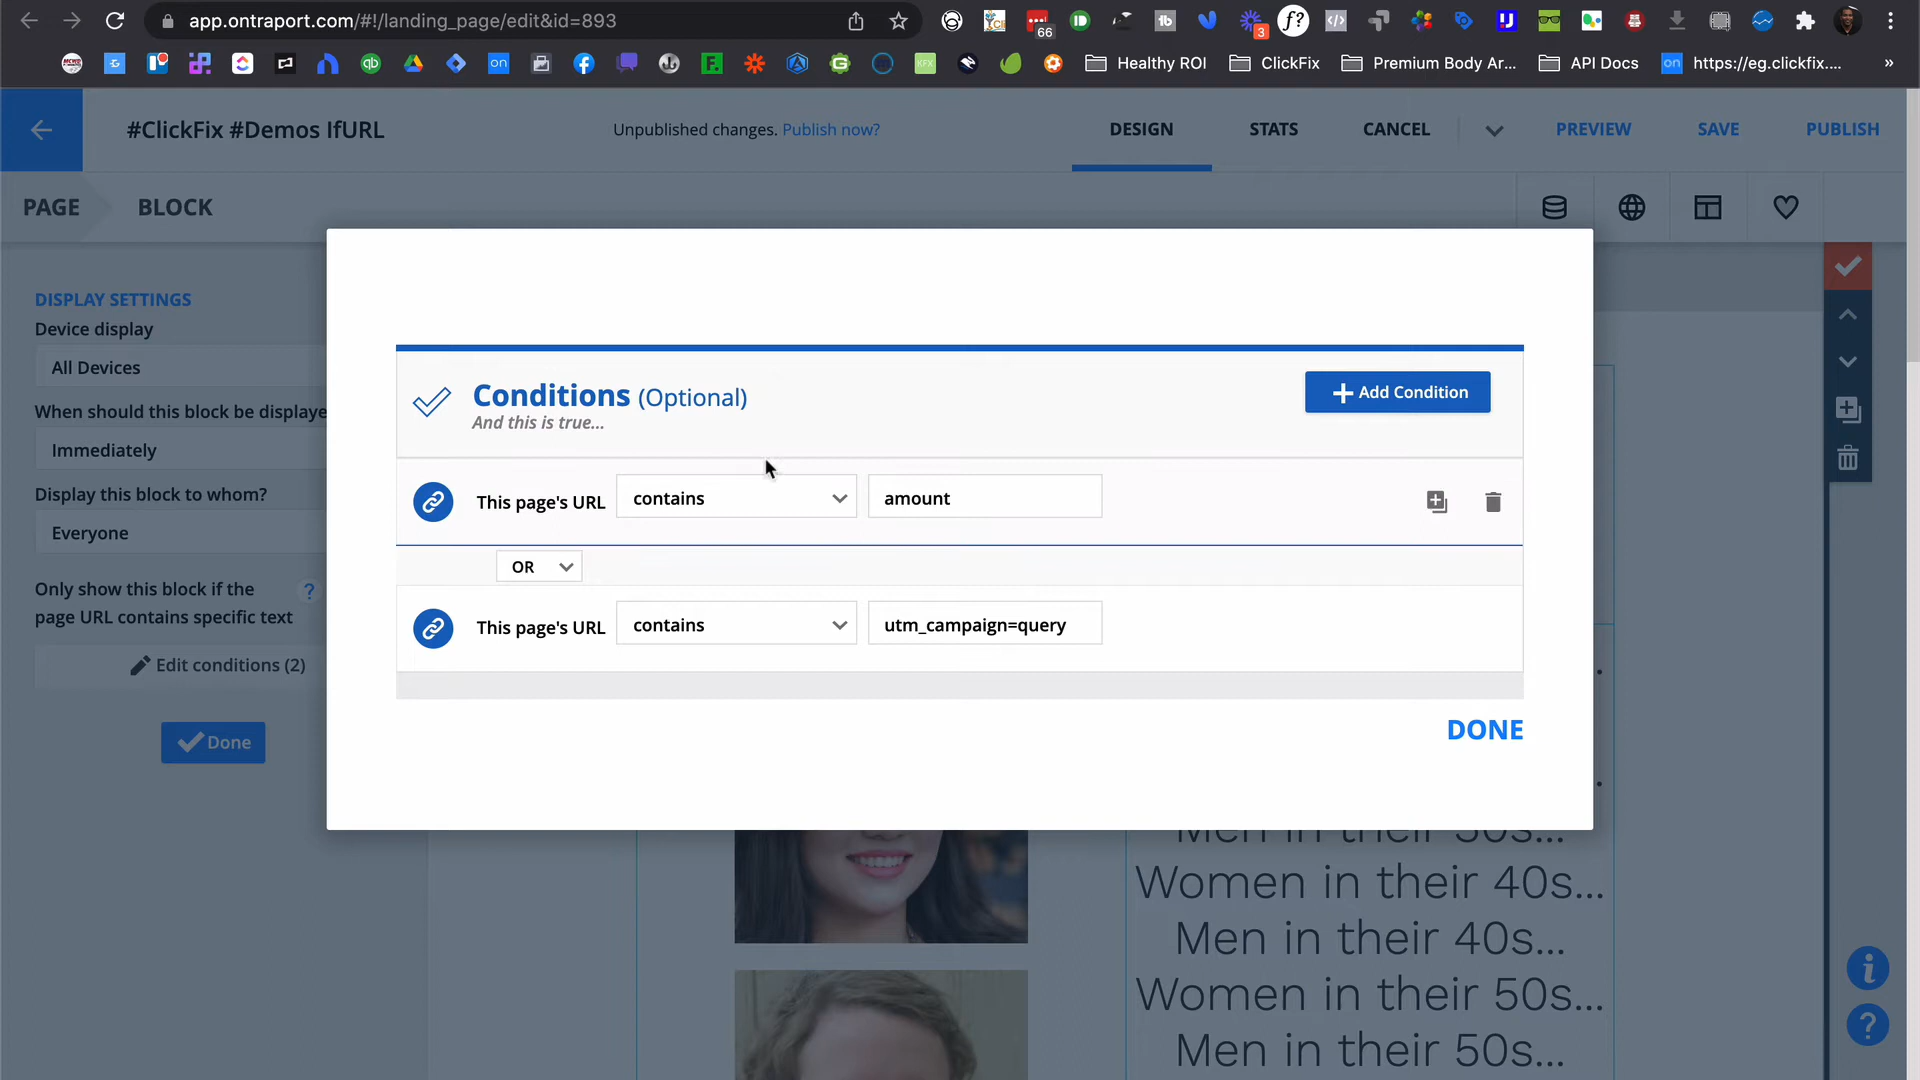 app.ontraport.com/#!/landing_page/edit&id=893
66
3
Healthy ROI
ClickFix
Premium Body Ar...
API Docs
https://eg.clickfix....
»
#ClickFix #Demos IfURL
Unpublished changes. Publish now?
DESIGN
STATS
CANCEL
PREVIEW
SAVE
PUBLISH
PAGE
BLOCK
DISPLAY SETTINGS
Device display
All Devices
When should this block be displaye
Immediately
Display this block to whom?
Everyone
Only show this block if the
page URL contains specific text
?
Edit conditions (2)
Done
Conditions (Optional)
And this is true...
Add Condition
This page's URL
contains
amount
OR
This page's URL
contains
utm_campaign=query
DONE
Men in their 30s...
Women in their 40s...
Men in their 40s...
Women in their 50s...
Men in their 50s...